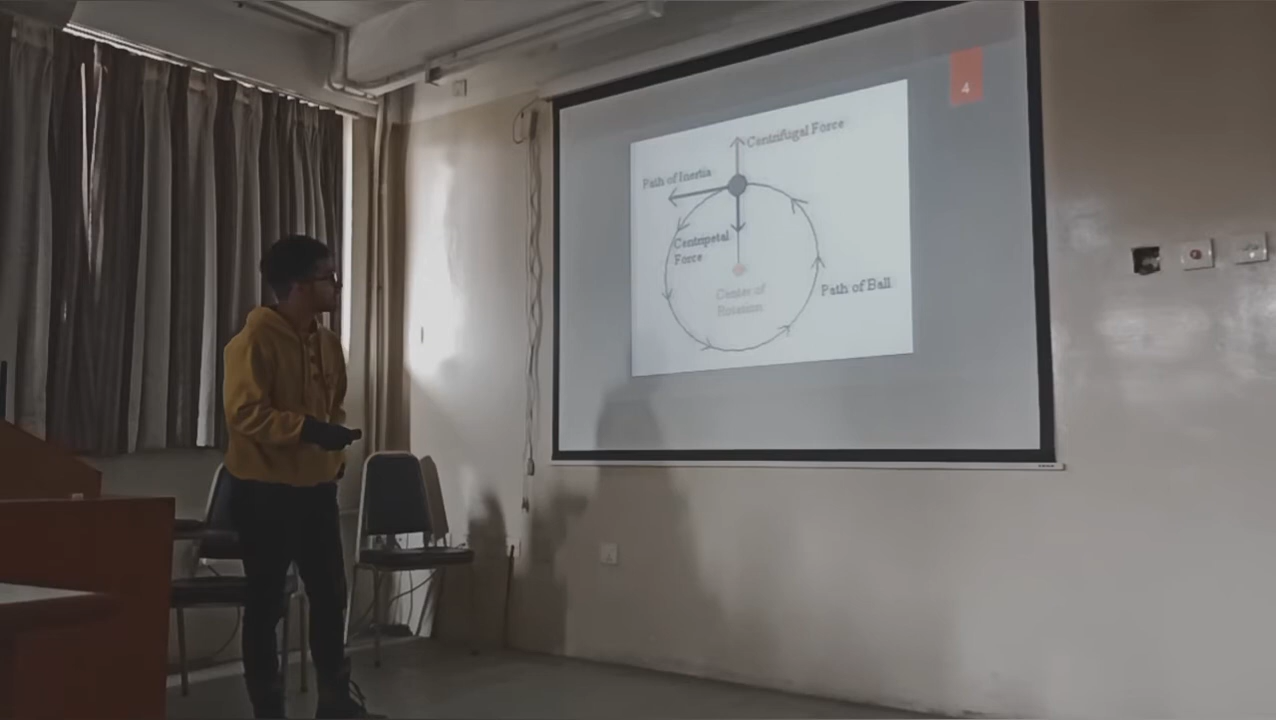 4
Centrifugal Force
Path of Inertia
Centripetal
Force
Center of
Rotation
Path of Ball